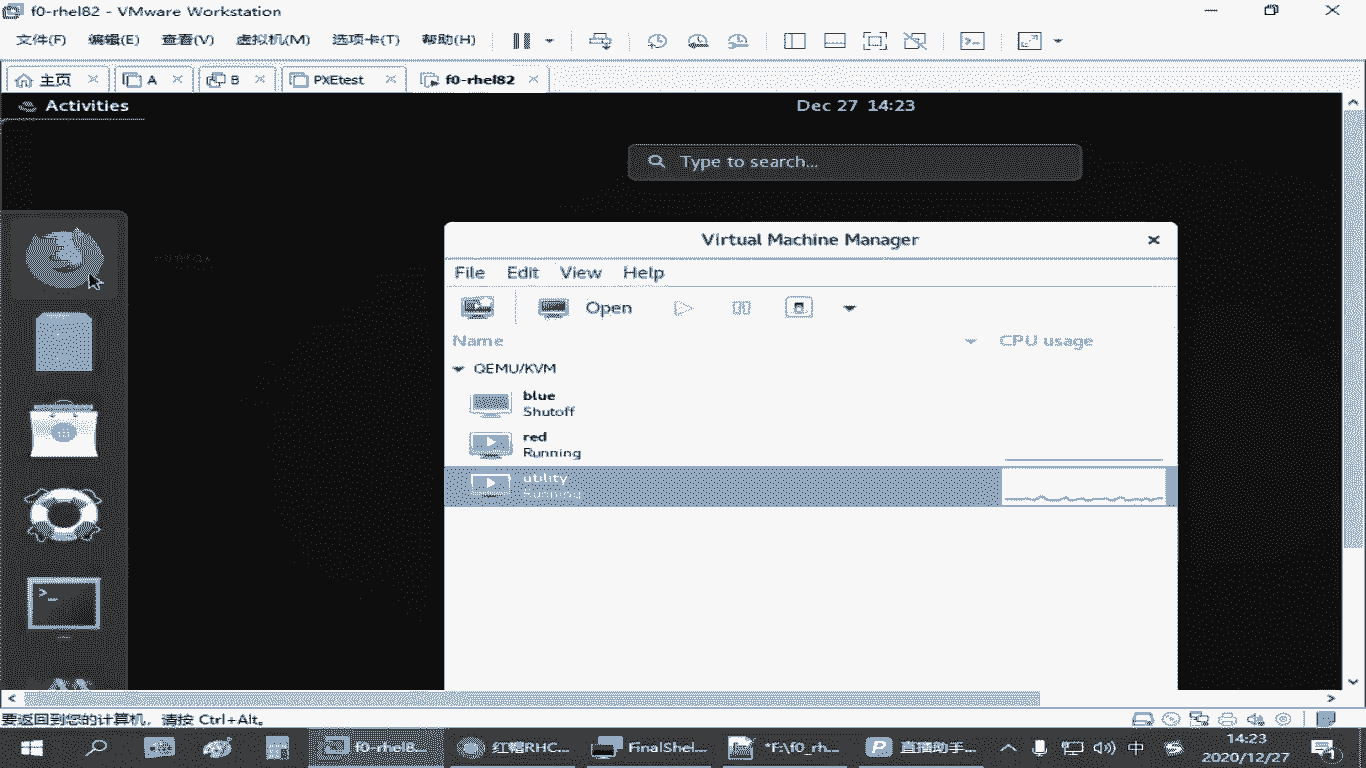 f0-rhel82 - VMware Workstation
文件(F) 编辑(E) 查看(V) 虚拟机(M) 选项卡(T) 帮助(H)
主页 A B PXEtest f0-rhel82
Activities Dec 27 14:23
Type to search...
Virtual Machine Manager
File Edit View Help
Open
Name CPU usage
QEMU/KVM
blue
Shutoff
red
Running
utility
Running
要返回到您的计算机，请按 Ctrl+Alt。
f0-rhel8... 红帽RHC... FinalShel... *F:\f0_rh... 直播助手... 中 14:23
2020/12/27